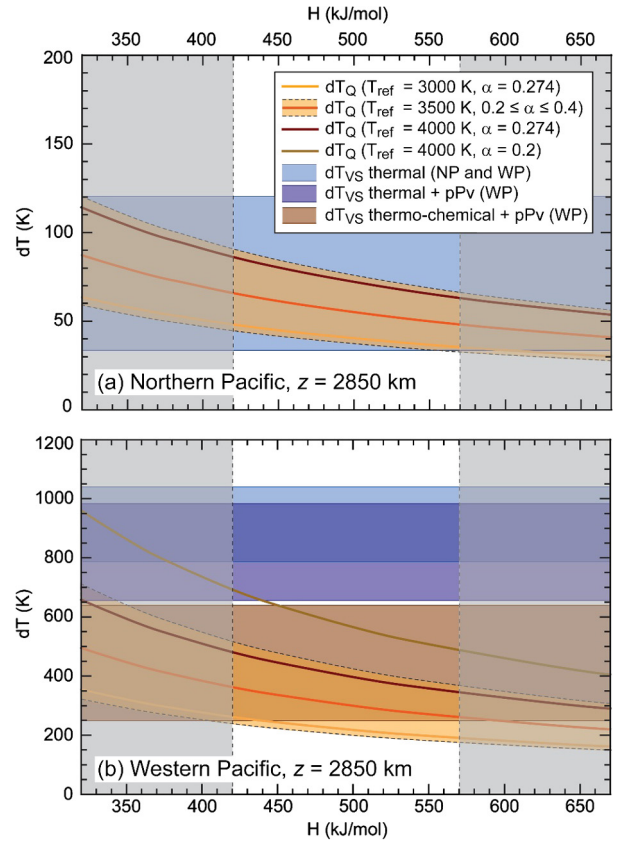 H (kJ/mol)
350 400 450 500 550 600 650
200
150
100
50
0
dT (K)
dTQ (Tref = 3000 K, α = 0.274)
dTQ (Tref = 3500 K, 0.2 ≤ α ≤ 0.4)
dTQ (Tref = 4000 K, α = 0.274)
dTQ (Tref = 4000 K, α = 0.2)
dTVS thermal (NP and WP)
dTVS thermal + pPv (WP)
dTVS thermo-chemical + pPv (WP)
(a) Northern Pacific, z = 2850 km
1200
1000
800
600
400
200
0
dT (K)
(b) Western Pacific, z = 2850 km
350 400 450 500 550 600 650
H (kJ/mol)